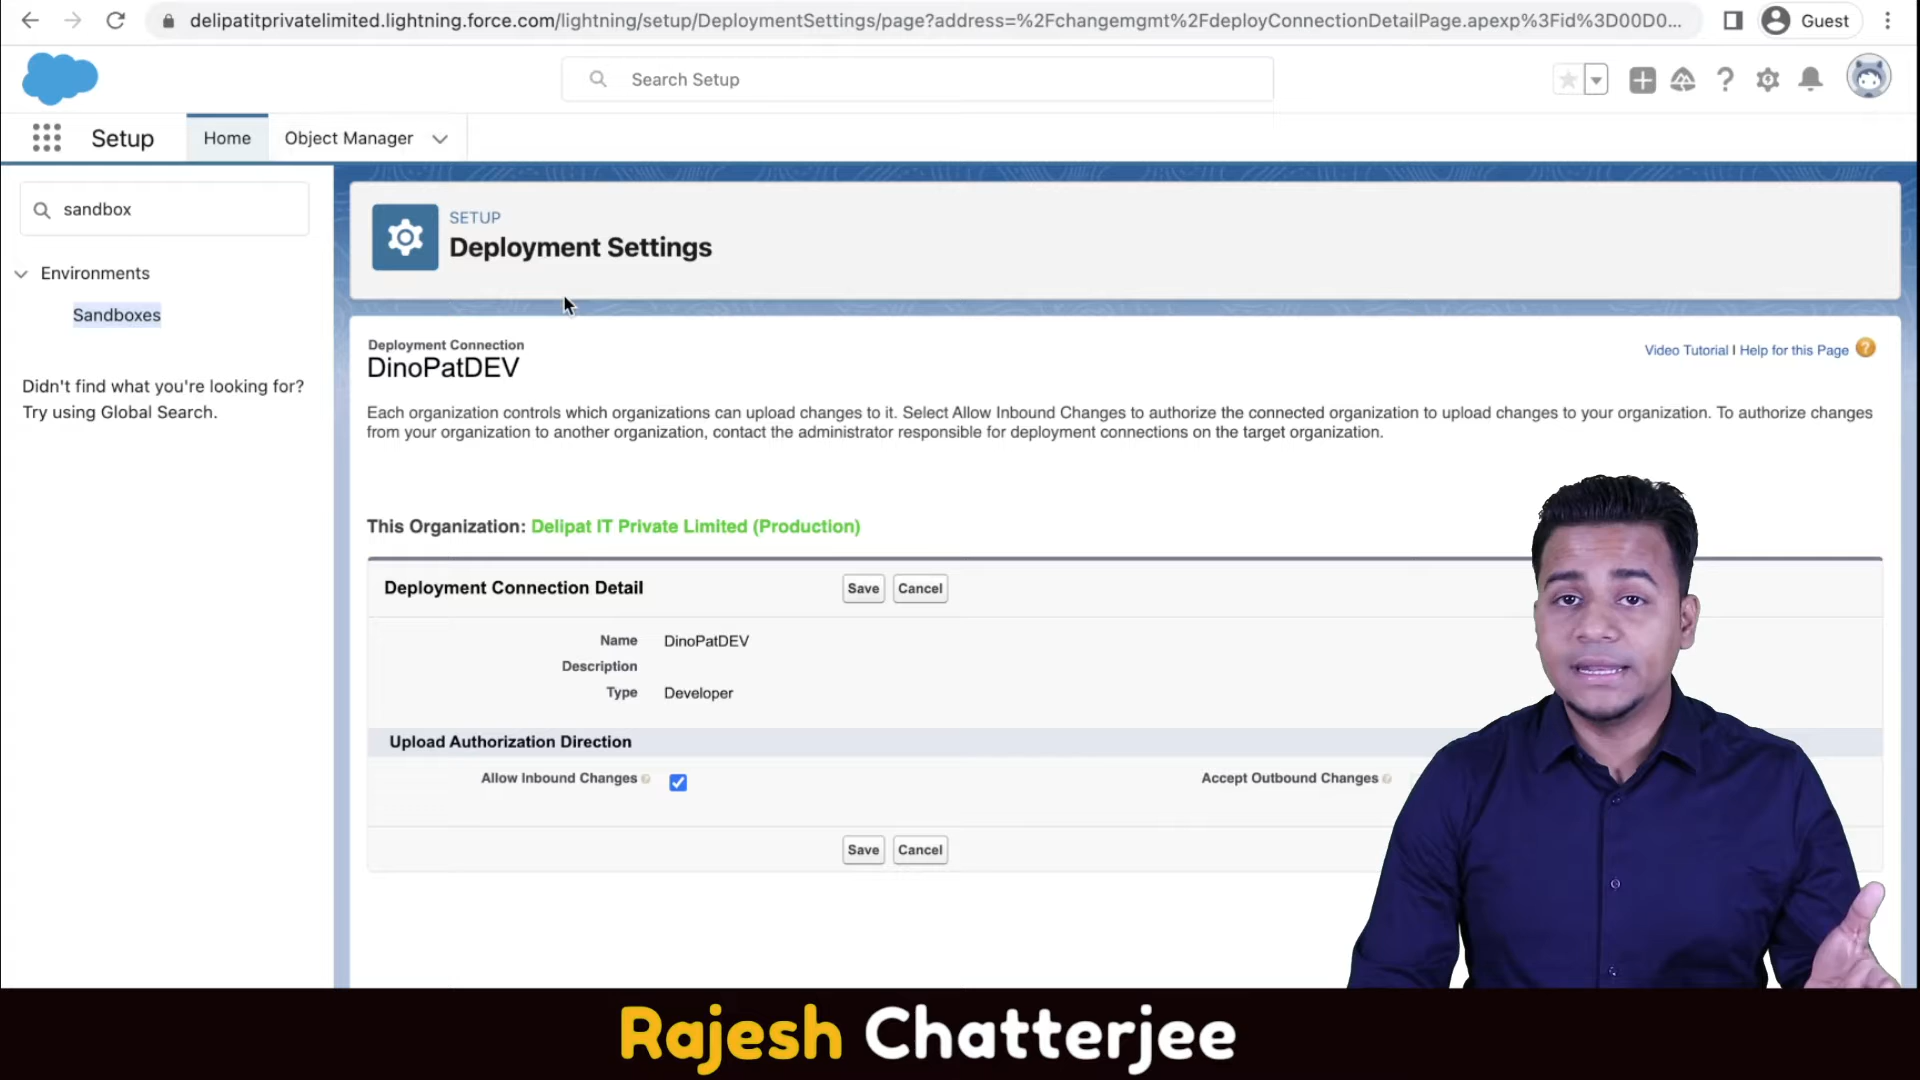 delipatitprivatelimited.lightning.force.com/lightning/setup/DeploymentSettings/page?address=%2Fchangemgmt%2FdeployConnectionDetailPage.apexp%3Fid%3D00D0...
Guest
Search Setup
Setup
Home
Object Manager
sandbox
Environments
Sandboxes
Didn't find what you're looking for?
Try using Global Search.
SETUP
Deployment Settings
Deployment Connection
DinoPatDEV
Video Tutorial | Help for this Page
Each organization controls which organizations can upload changes to it. Select Allow Inbound Changes to authorize the connected organization to upload changes to your organization. To authorize changes
from your organization to another organization, contact the administrator responsible for deployment connections on the target organization.
This Organization: Delipat IT Private Limited (Production)
Deployment Connection Detail
Save Cancel
Name DinoPatDEV
Description
Type Developer
Upload Authorization Direction
Allow Inbound Changes
Accept Outbound Changes
Save Cancel
Rajesh Chatterjee